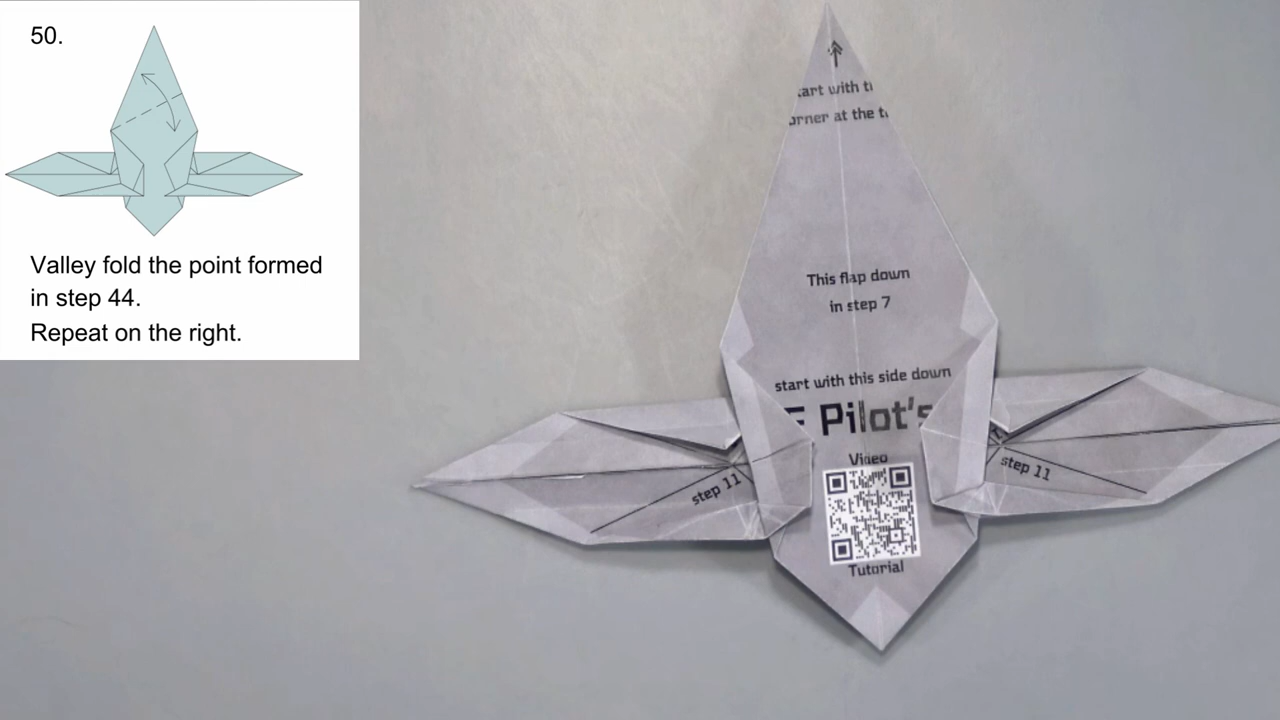 50.
Valley fold the point formed
in step 44.
Repeat on the right.
art with
orner at the
This flap down
in step 7
start with this side down
E Pilot's
Video
Tutorial
step 11
step 11